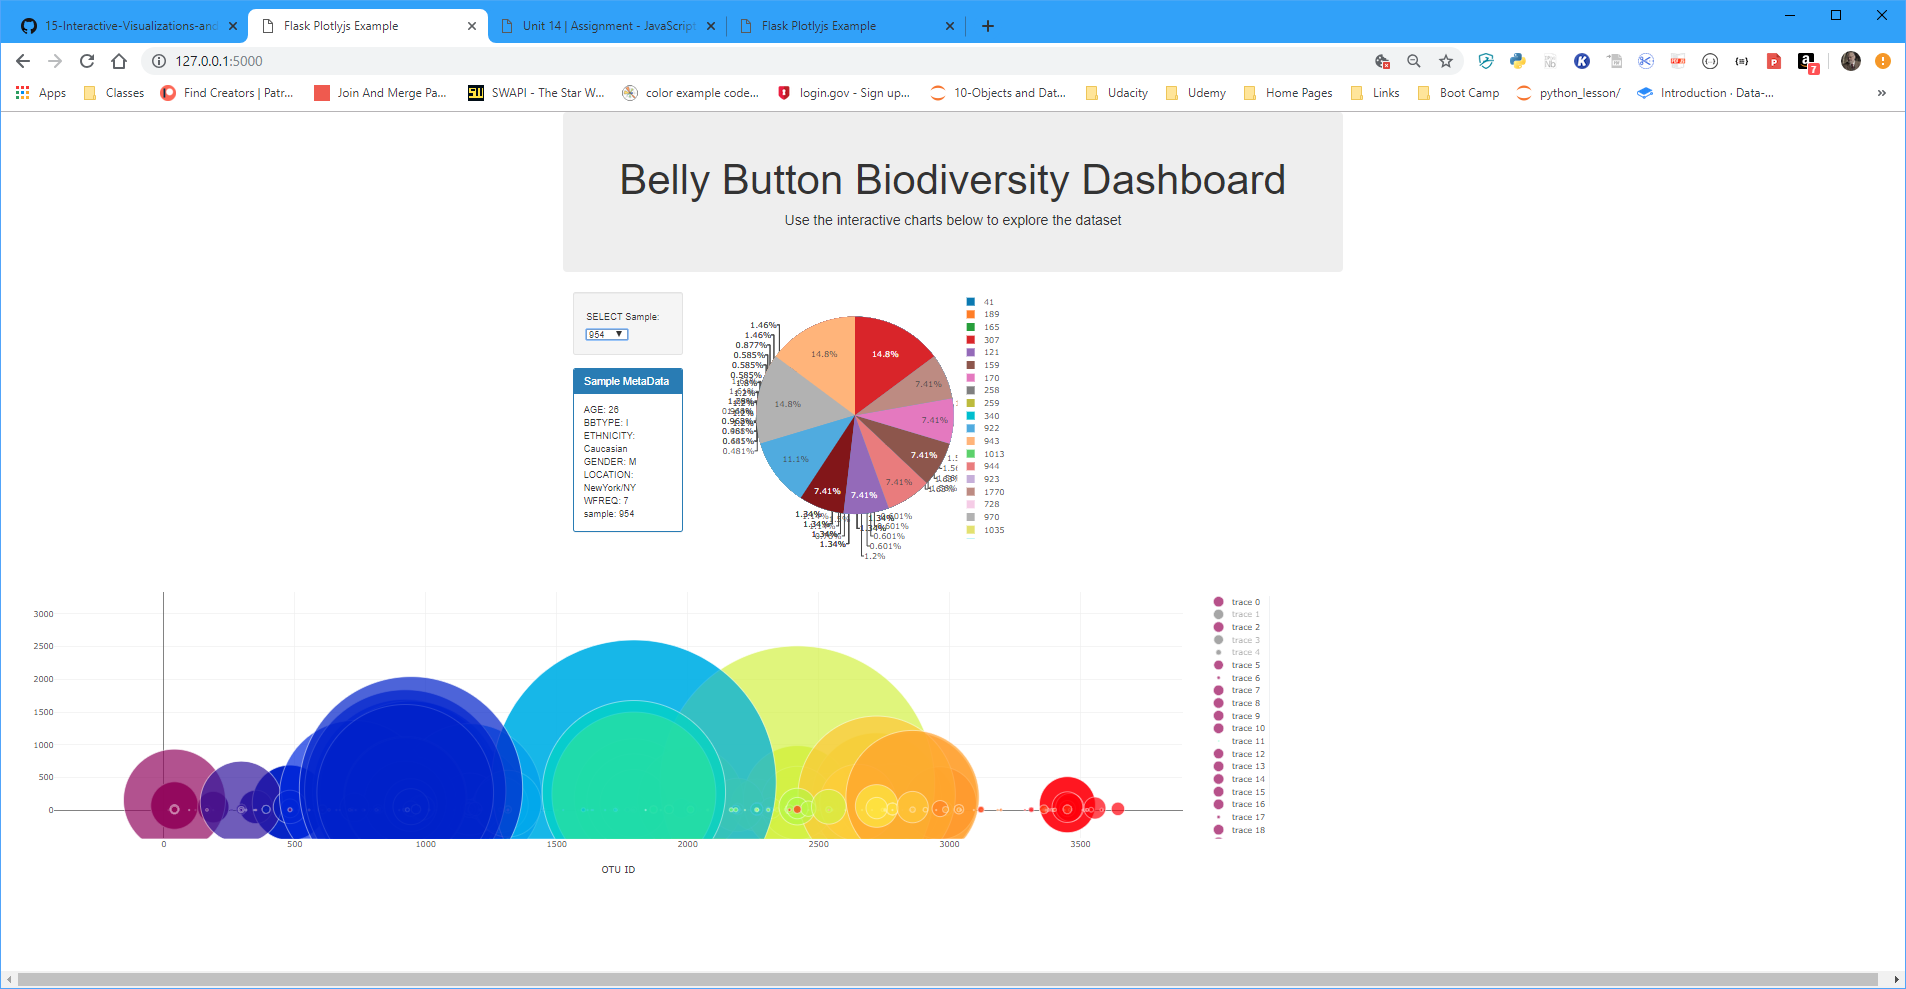 15-Interactive-Visualizations-and
Flask Plotlyjs Example
Unit 14 | Assignment - JavaScript
Flask Plotlyjs Example
127.0.0.1:5000
Apps
Classes
Find Creators | Patr...
Join And Merge Pa...
SWAPI - The Star W...
color example code...
login.gov - Sign up...
10-Objects and Dat...
Udacity
Udemy
Home Pages
Links
Boot Camp
python_lesson/
Introduction · Data-...
Belly Button Biodiversity Dashboard
Use the interactive charts below to explore the dataset
SELECT Sample:
954
Sample MetaData
AGE: 26
BBTYPE: I
ETHNICITY:
Caucasian
GENDER: M
LOCATION:
NewYork/NY
WFREQ: 7
sample: 954
1.46%
1.46%
0.877%
0.585%
0.585%
0.585%
0.481%
14.8%
14.8%
7.41%
7.41%
7.41%
7.41%
7.41%
7.41%
11.1%
14.8%
1.34%
1.34%
1.34%
1.34%
0.601%
0.601%
1.2%
41
189
165
307
121
159
170
258
259
340
922
943
1013
944
923
1770
728
970
1035
3000
2500
2000
1500
1000
500
0
0
500
1000
1500
2000
2500
3000
3500
OTU ID
trace 0
trace 1
trace 2
trace 3
trace 4
trace 5
trace 6
trace 7
trace 8
trace 9
trace 10
trace 11
trace 12
trace 13
trace 14
trace 15
trace 16
trace 17
trace 18